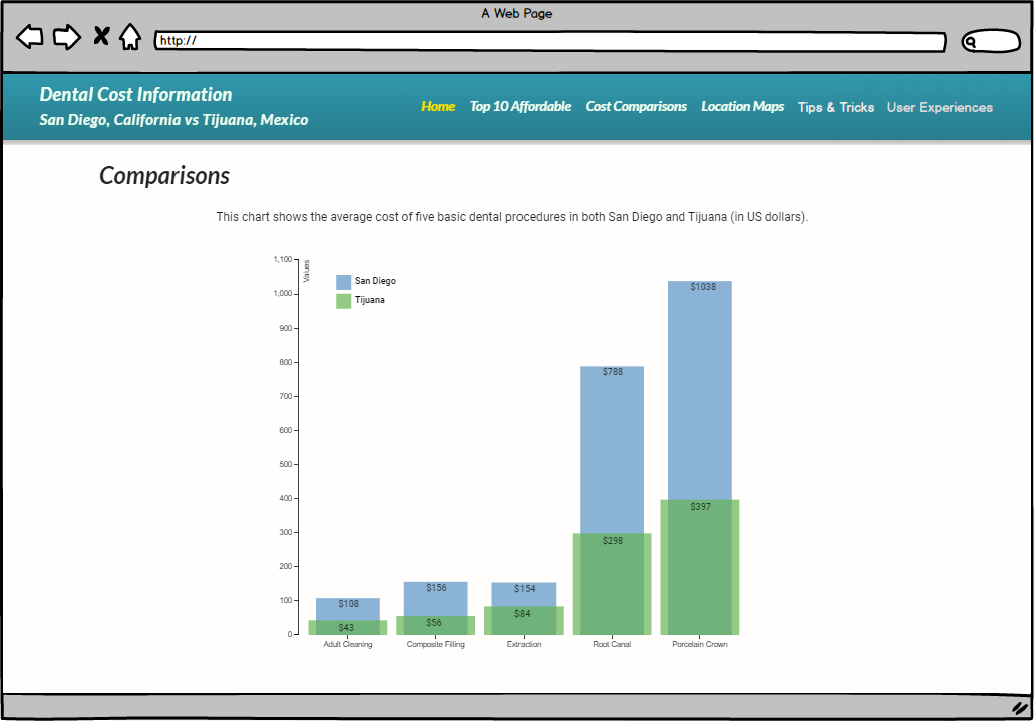 A Web Page
http://
Dental Cost Information
San Diego, California vs Tijuana, Mexico
Home Top 10 Affordable Cost Comparisons Location Maps Tips & Tricks User Experiences
Comparisons
This chart shows the average cost of five basic dental procedures in both San Diego and Tijuana (in US dollars).
Values
San Diego
Tijuana
1,100
1,000
900
800
700
600
500
400
300
200
100
0
$108
$43
$156
$56
$154
$84
$788
$298
$1038
$397
Adult Cleaning Composite Filling Extraction Root Canal Porcelain Crown